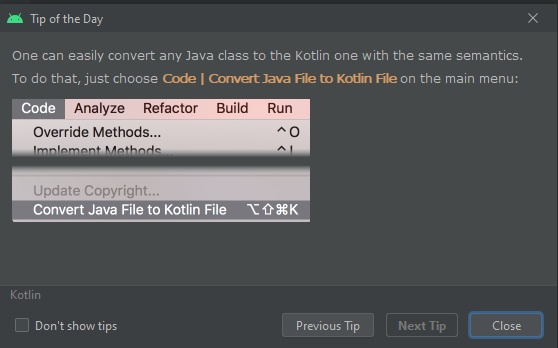 Tip of the Day
One can easily convert any Java class to the Kotlin one with the same semantics.
To do that, just choose Code | Convert Java File to Kotlin File on the main menu:
Code Analyze Refactor Build Run
Override Methods... ^O
Implement Methods... ^I
Update Copyright...
Convert Java File to Kotlin File ⌥⇧⌘K
Kotlin
Don't show tips
Previous Tip
Next Tip
Close